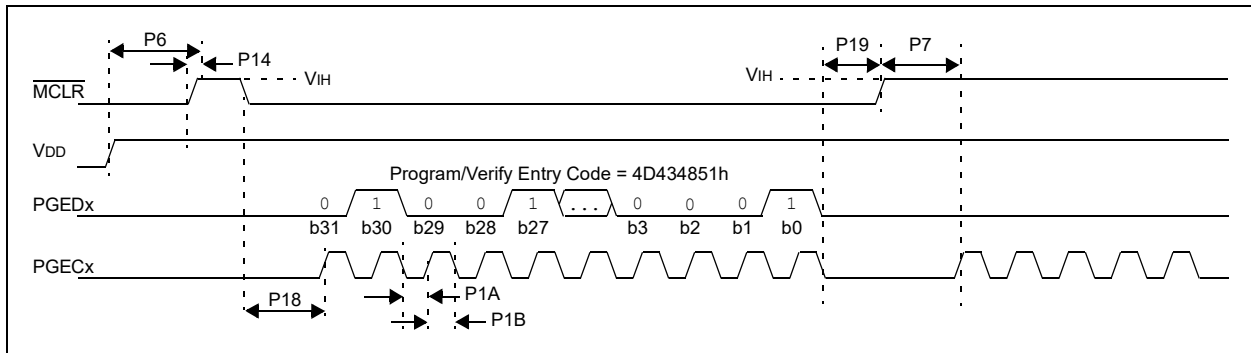 P6 P19 P7
P14
VIH VIH
MCLR
VDD
Program/Verify Entry Code = 4D434851h
PGEDx 0 1 0 0 1 ... 0 0 0 1
b31 b30 b29 b28 b27 b3 b2 b1 b0
PGECx
P18 P1A
P1B